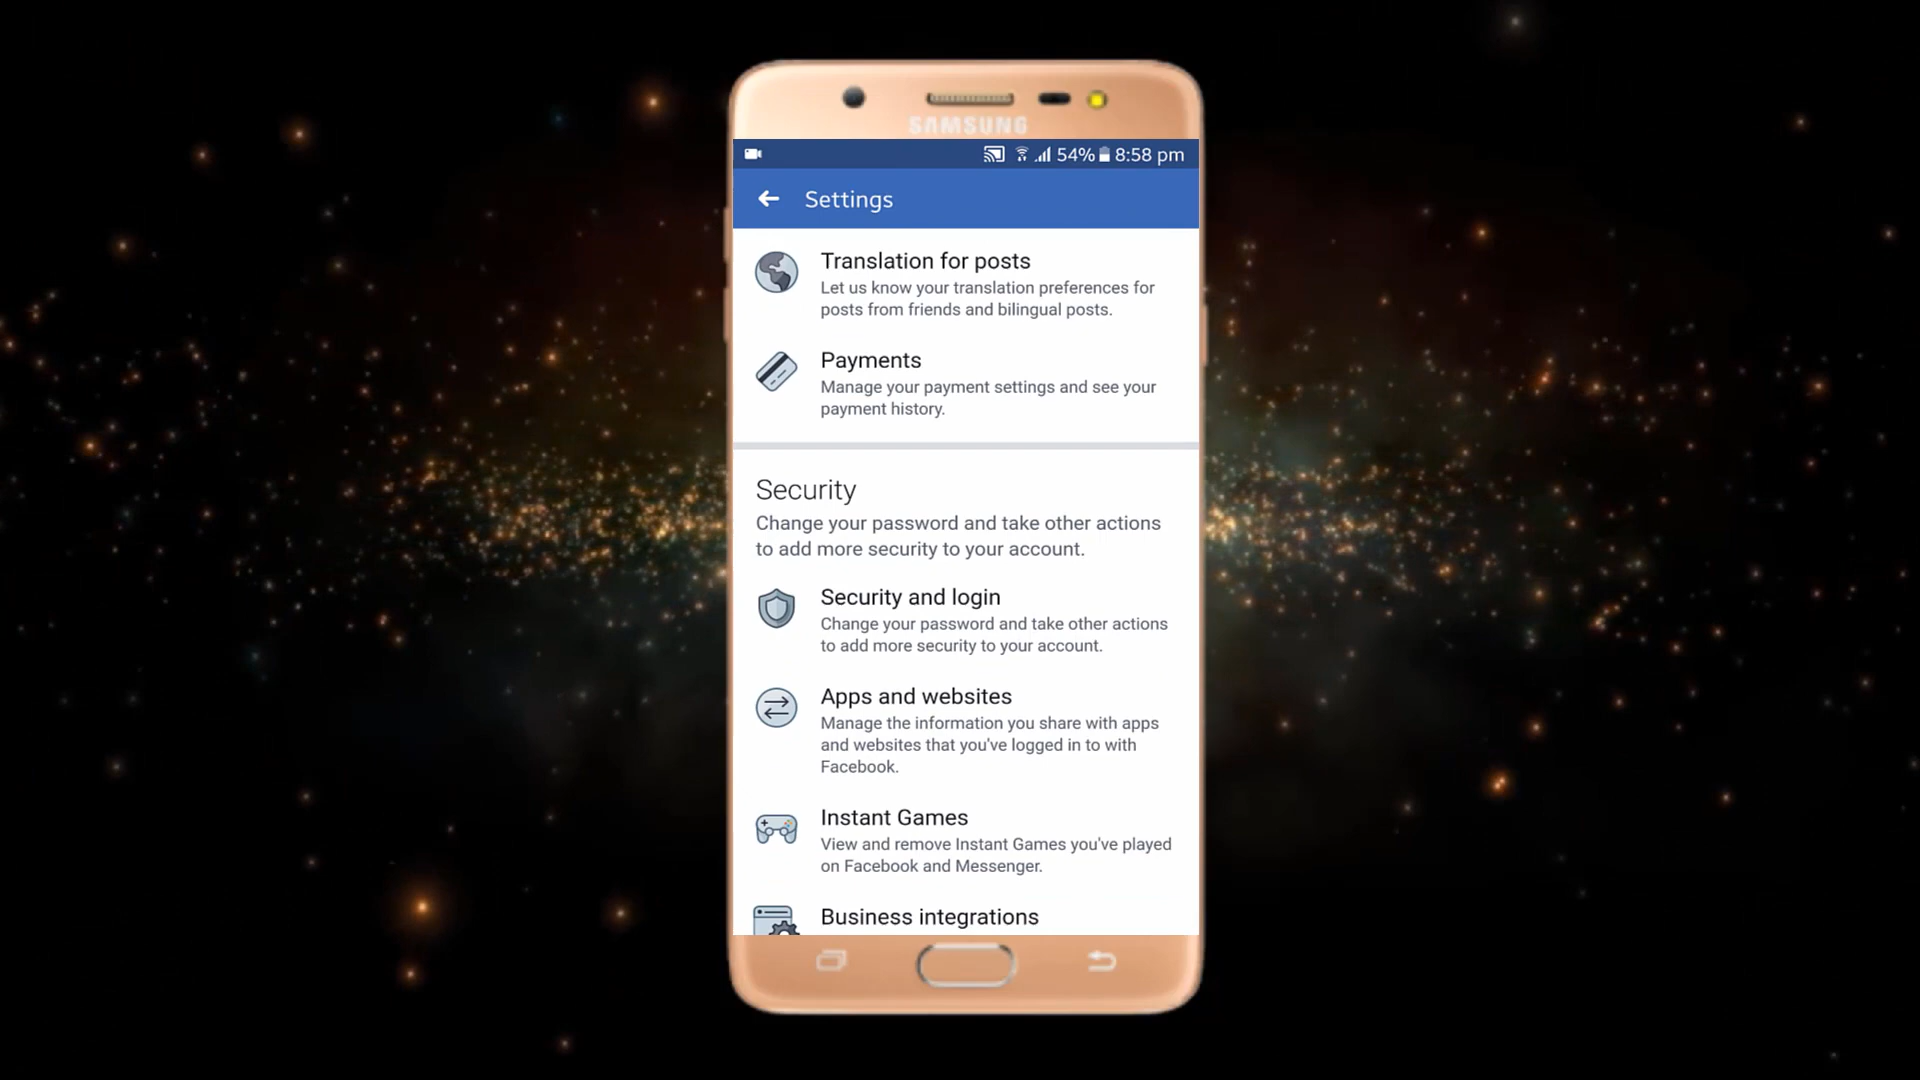 SAMSUNG
54% 8:58 pm
Settings
Translation for posts
Let us know your translation preferences for
posts from friends and bilingual posts.
Payments
Manage your payment settings and see your
payment history.
Security
Change your password and take other actions
to add more security to your account.
Security and login
Change your password and take other actions
to add more security to your account.
Apps and websites
Manage the information you share with apps
and websites that you've logged in to with
Facebook.
Instant Games
View and remove Instant Games you've played
on Facebook and Messenger.
Business integrations